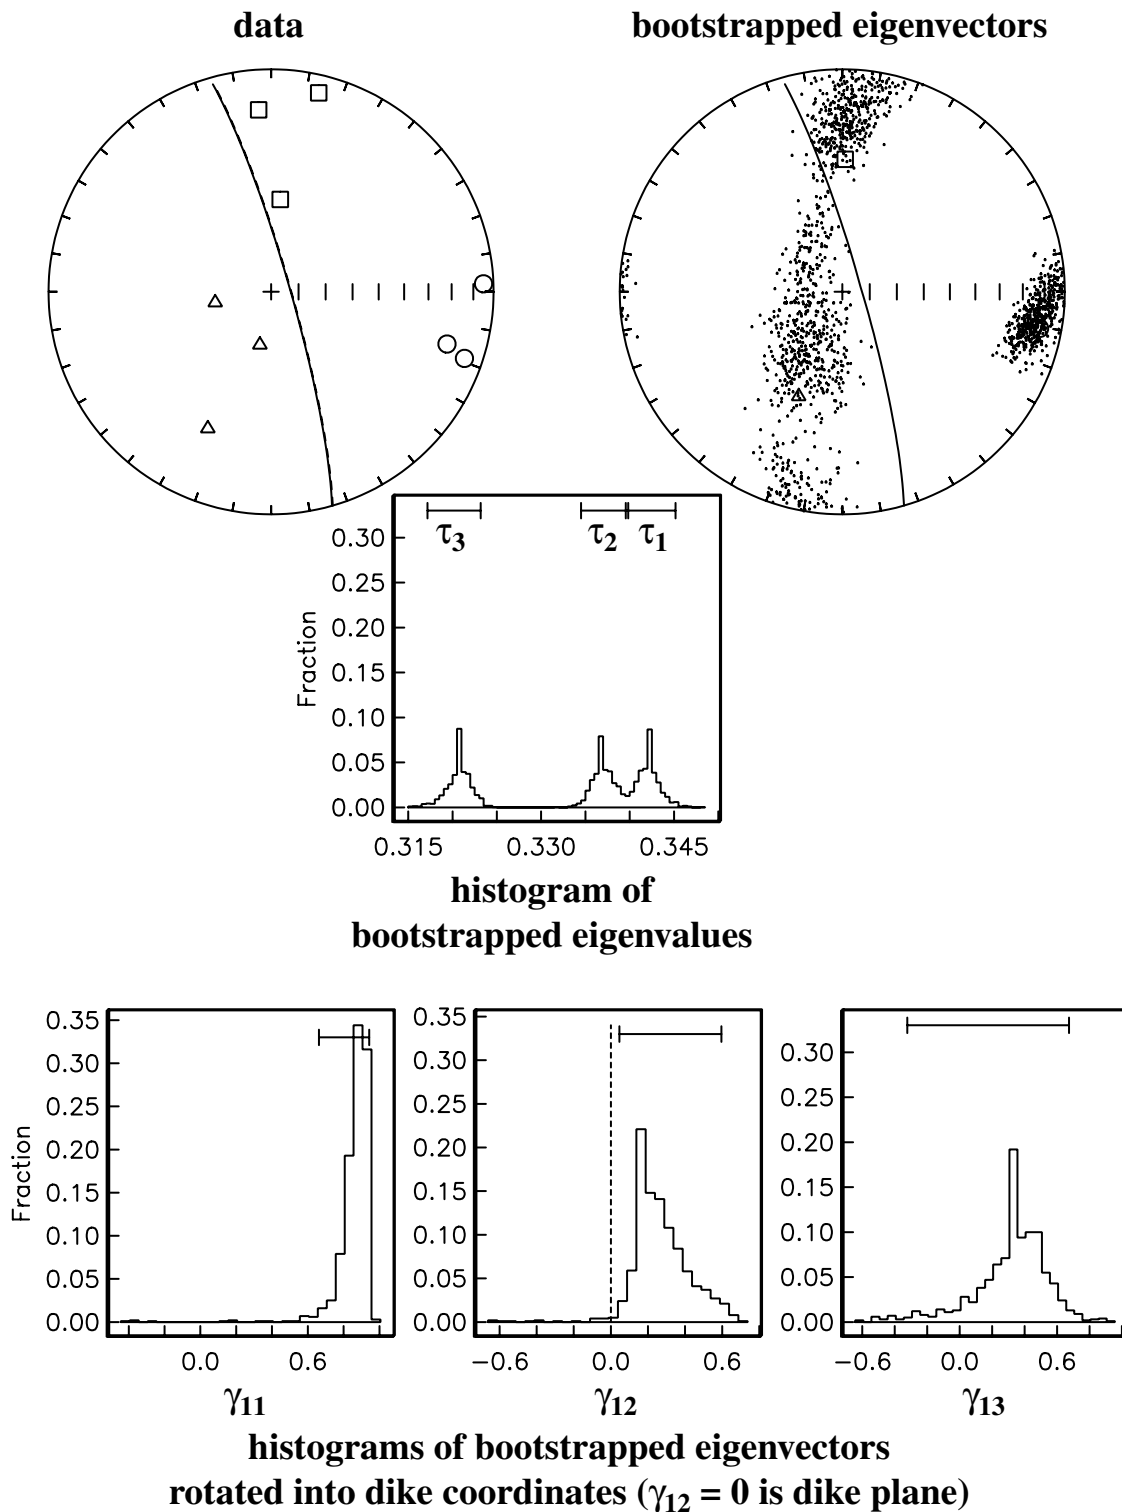 data
bootstrapped eigenvectors
τ3
τ2
τ1
0.30
0.25
0.20
0.15
0.10
0.05
0.00
Fraction
0.315
0.330
0.345
histogram of
bootstrapped eigenvalues
0.35
0.30
0.25
0.20
0.15
0.10
0.05
0.00
Fraction
0.0
0.6
γ11
0.35
0.30
0.25
0.20
0.15
0.10
0.05
0.00
−0.6
0.0
0.6
γ12
0.30
0.25
0.20
0.15
0.10
0.05
0.00
−0.6
0.0
0.6
γ13
histograms of bootstrapped eigenvectors
rotated into dike coordinates (γ12 = 0 is dike plane)